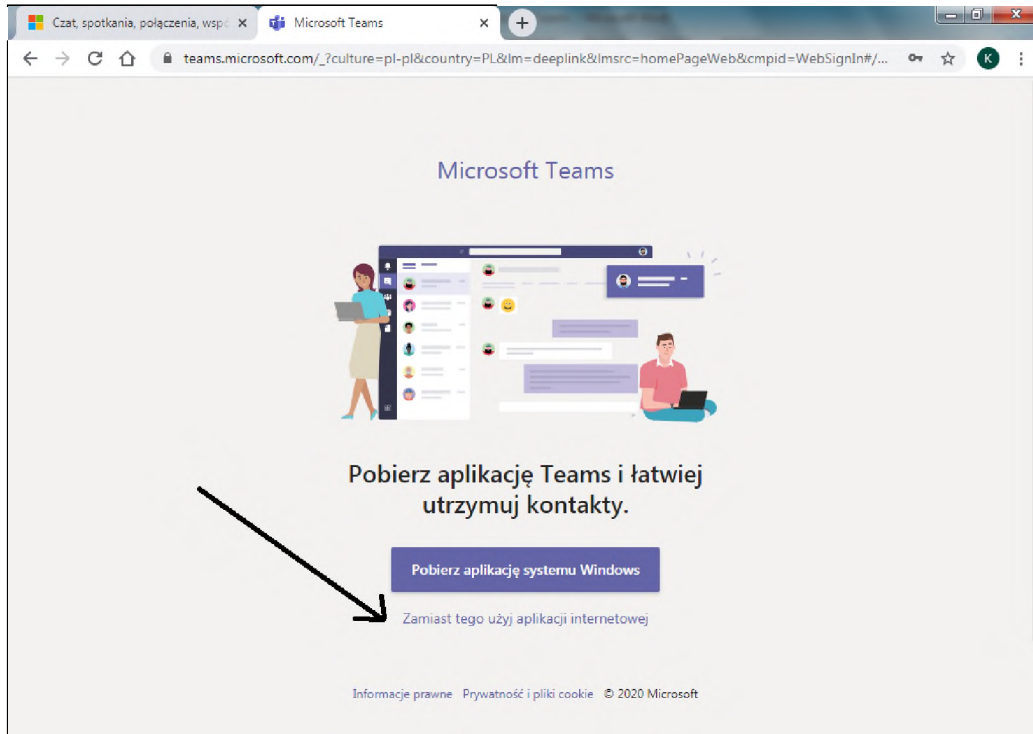 Czat, spotkania, połączenia, wspó
Microsoft Teams
teams.microsoft.com/_?culture=pl-pl&country=PL&lm=deeplink&lmsrc=homePageWeb&cmpid=WebSignIn#/...
K
Microsoft Teams
Pobierz aplikację Teams i łatwiej
utrzymuj kontakty.
Pobierz aplikację systemu Windows
Zamiast tego użyj aplikacji internetowej
Informacje prawne Prywatność i pliki cookie © 2020 Microsoft